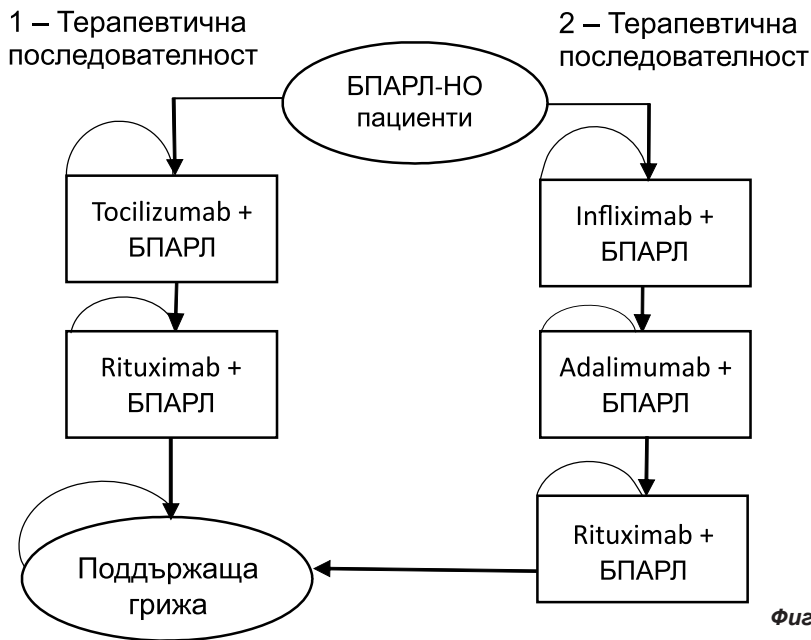 1 – Терапевтична
последователност
2 – Терапевтична
последователност
БПАРЛ-НО
пациенти
Tocilizumab +
БПАРЛ
Infliximab +
БПАРЛ
Rituximab +
БПАРЛ
Adalimumab +
БПАРЛ
Rituximab +
БПАРЛ
Поддържаща
грижа